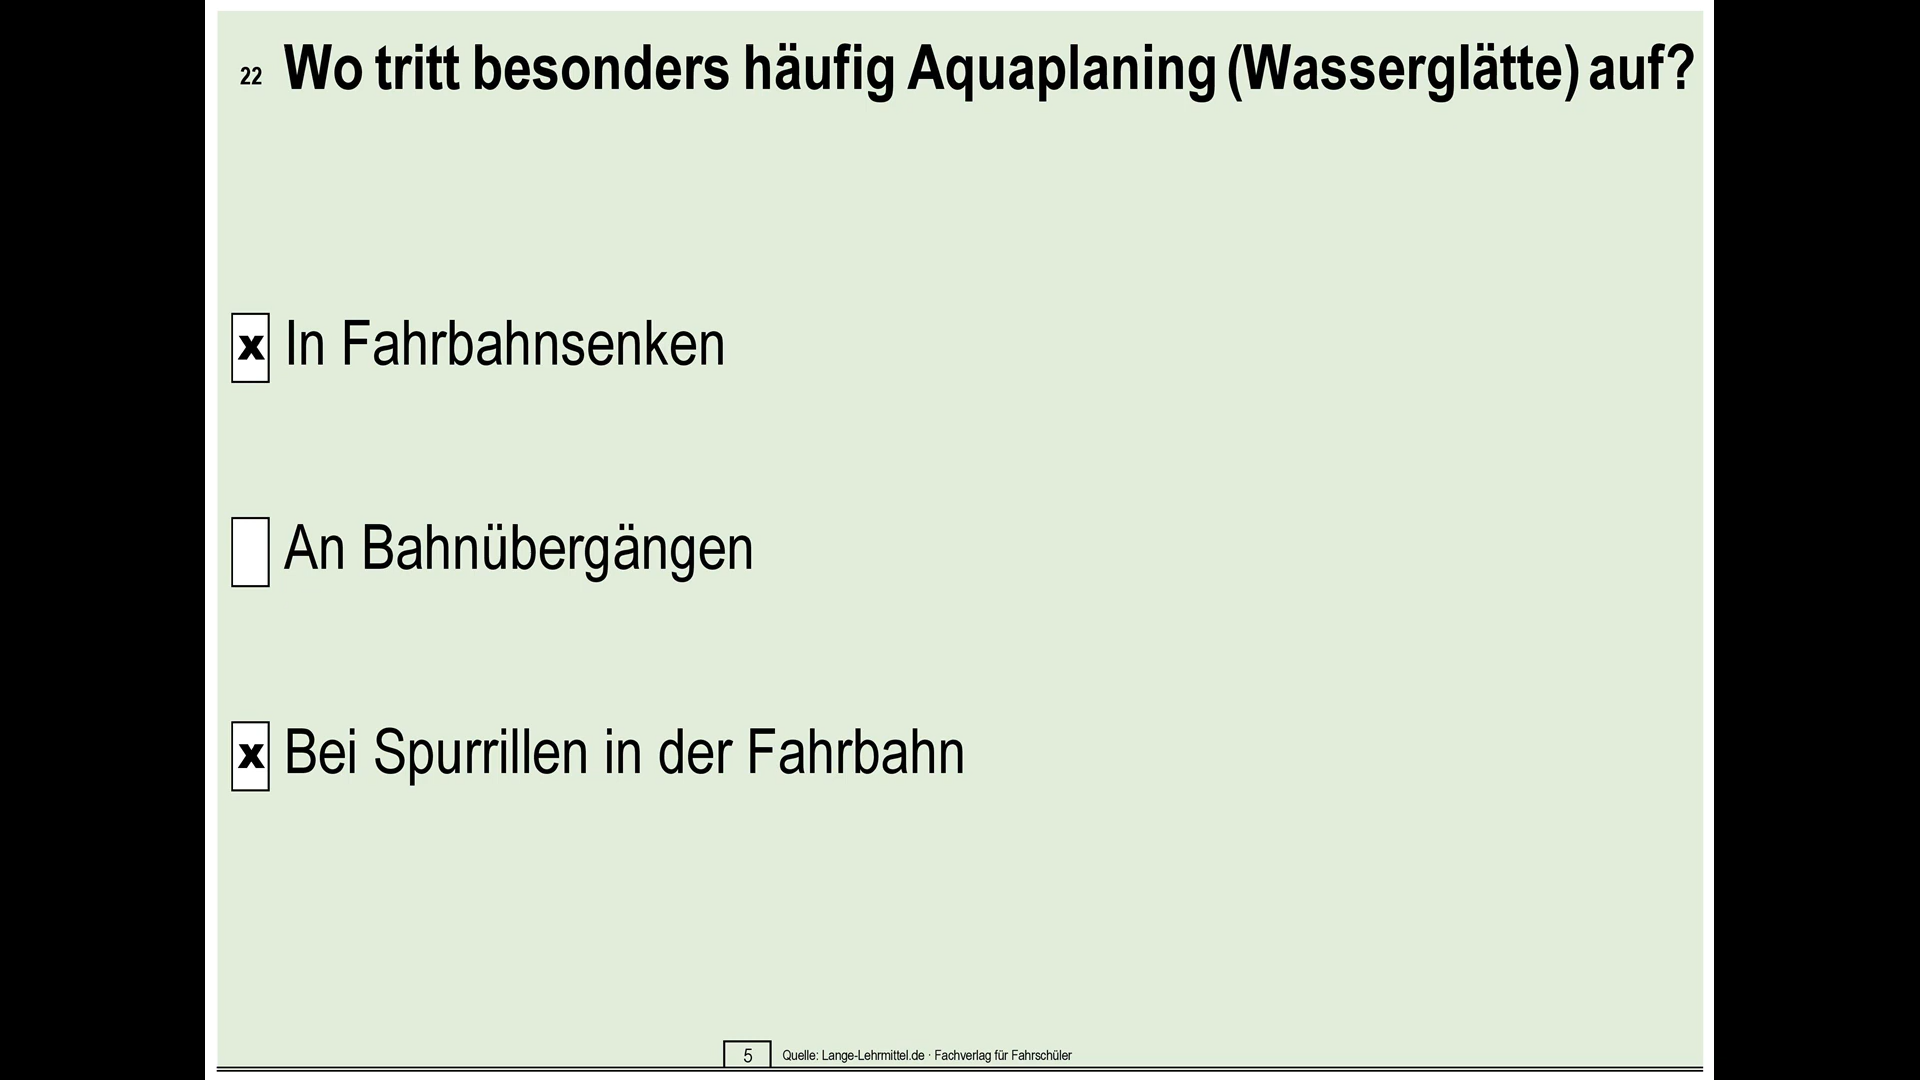 22 Wo tritt besonders häufig Aquaplaning (Wasserglätte) auf?
x In Fahrbahnsenken
An Bahnübergängen
x Bei Spurrillen in der Fahrbahn
5 Quelle: Lange-Lehrmittel.de · Fachverlag für Fahrschüler